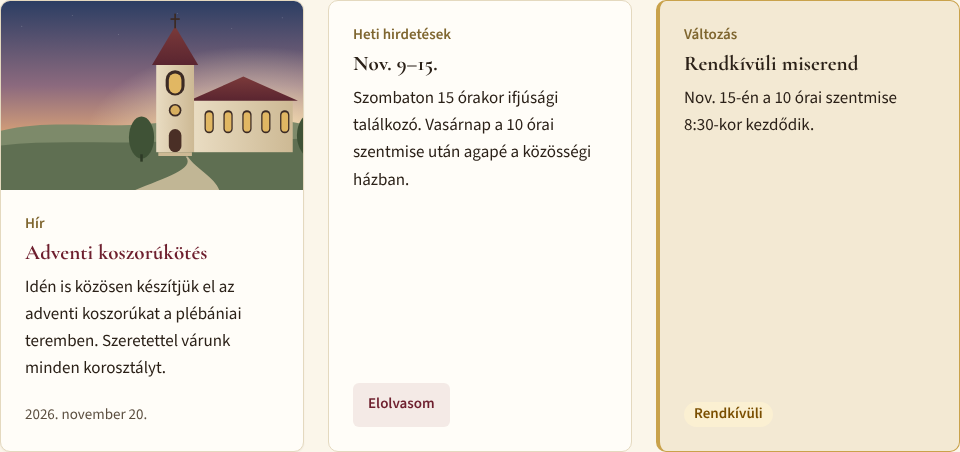 Hír
Adventi koszorúkötés
Idén is közösen készítjük el az
adventi koszorúkat a plébániai
teremben. Szeretettel várunk
minden korosztályt.
2026. november 20.
Heti hirdetések
Nov. 9–15.
Szombaton 15 órakor ifjúsági
találkozó. Vasárnap a 10 órai
szentmise után agapé a közösségi
házban.
Elolvasom
Változás
Rendkívüli miserend
Nov. 15-én a 10 órai szentmise
8:30-kor kezdődik.
Rendkívüli